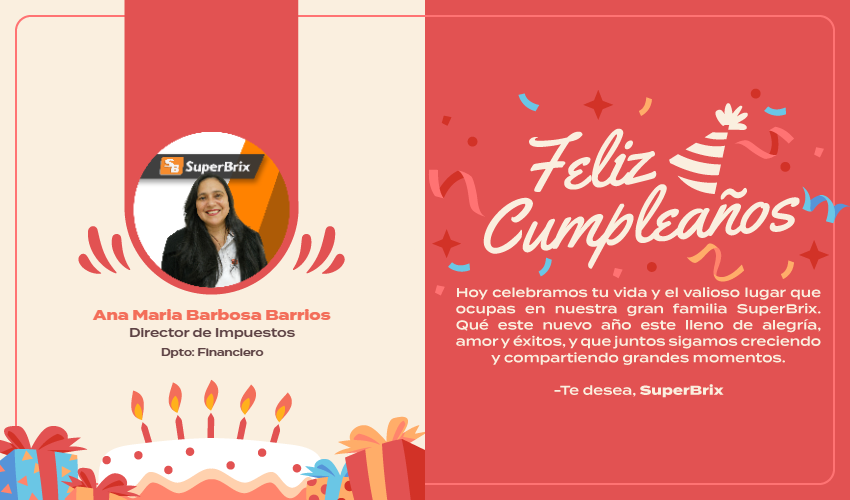 SB SuperBrix
Ana Maria Barbosa Barrios
Director de Impuestos
Dpto: Financiero
Feliz
Cumpleaños
Hoy celebramos tu vida y el valioso lugar que
ocupas en nuestra gran familia SuperBrix.
Qué este nuevo año este lleno de alegría,
amor y éxitos, y que juntos sigamos creciendo
y compartiendo grandes momentos.
-Te desea, SuperBrix